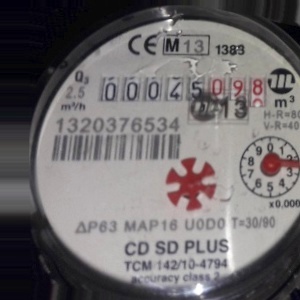 CE M13 1383
Q3
2.5
m³/h
00045098
m³
H-R=80
V-R=40
1320376534
x0,000
ΔP63 MAP16 U0D0 T=30/90
CD SD PLUS
TCM 142/10-4794
accuracy class 2